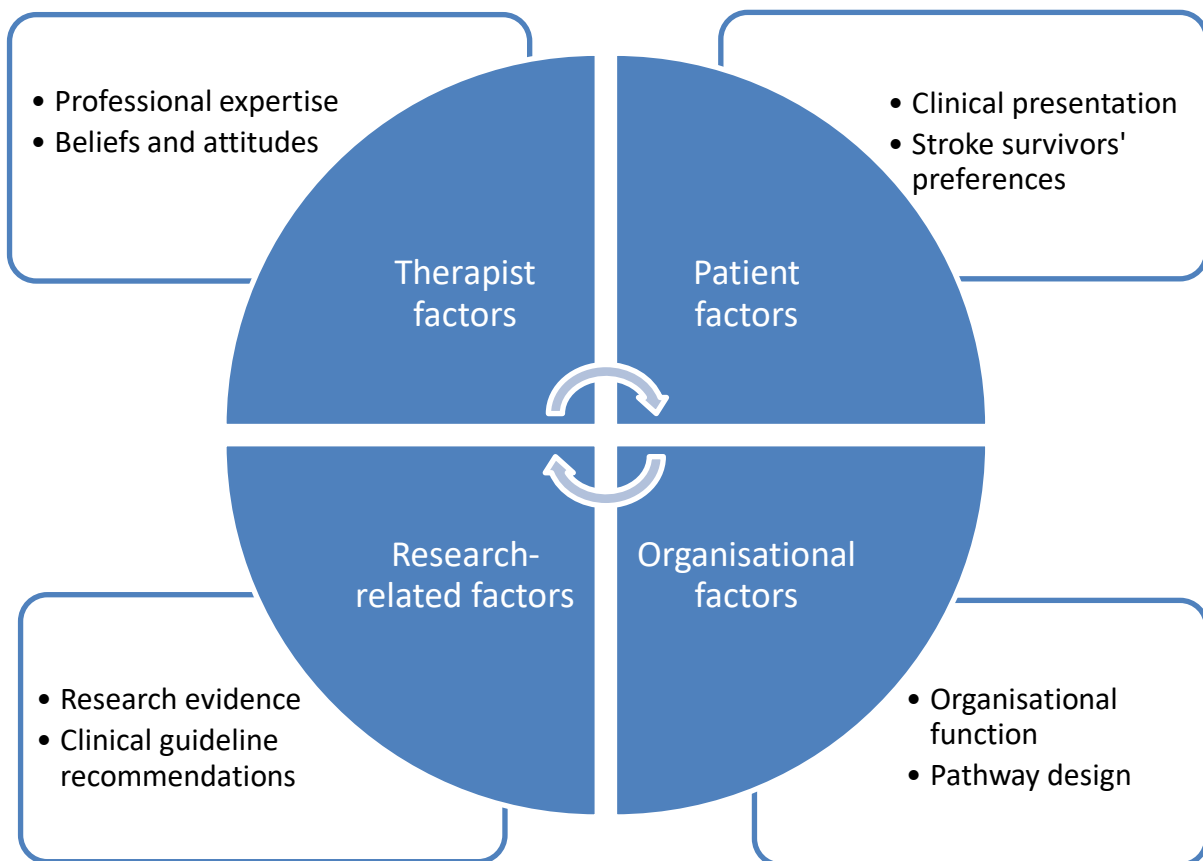 • Professional expertise
• Beliefs and attitudes
• Clinical presentation
• Stroke survivors'
preferences
Therapist
factors
Patient
factors
Research-
related factors
Organisational
factors
• Research evidence
• Clinical guideline
recommendations
• Organisational
function
• Pathway design